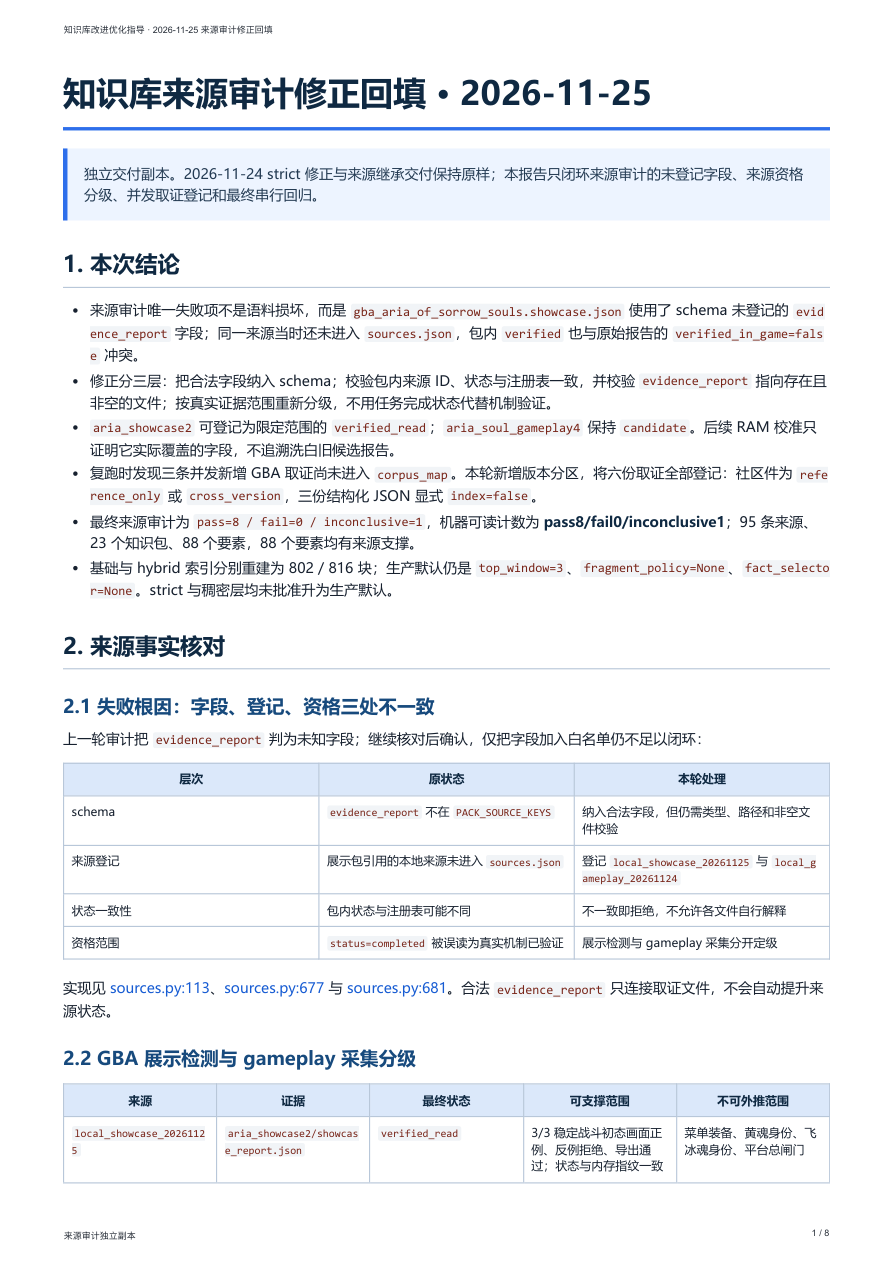 知识库改进优化指导 · 2026-11-25 来源审计修正回填
知识库来源审计修正回填 · 2026-11-25
独立交付副本。2026-11-24 strict 修正与来源继承交付保持原样；本报告只闭环来源审计的未登记字段、来源资格
分级、并发取证登记和最终串行回归。
1. 本次结论
• 来源审计唯一失败项不是语料损坏，而是 gba_aria_of_sorrow_souls.showcase.json 使用了 schema 未登记的 evid
ence_report 字段；同一来源当时还未进入 sources.json，包内 verified 也与原始报告的 verified_in_game=fals
e 冲突。
• 修正分三层：把合法字段纳入 schema；校验包内来源 ID、状态与注册表一致，并校验 evidence_report 指向存在且
非空的文件；按真实证据范围重新分级，不用任务完成状态代替机制验证。
• aria_showcase2 可登记为限定范围的 verified_read；aria_soul_gameplay4 保持 candidate。后续 RAM 校准只
证明它实际覆盖的字段，不追溯洗白旧候选报告。
• 复跑时发现三条并发新增 GBA 取证尚未进入 corpus_map。本轮新增版本分区，将六份取证全部登记：社区件为 refe
rence_only 或 cross_version，三份结构化 JSON 显式 index=false。
• 最终来源审计为 pass=8 / fail=0 / inconclusive=1，机器可读计数为 pass8/fail0/inconclusive1；95 条来源、
23 个知识包、88 个要素，88 个要素均有来源支撑。
• 基础与 hybrid 索引分别重建为 802 / 816 块；生产默认仍是 top_window=3、fragment_policy=None、fact_selecto
r=None。strict 与稠密层均未批准升为生产默认。
2. 来源事实核对
2.1 失败根因：字段、登记、资格三处不一致
上一轮审计把 evidence_report 判为未知字段；继续核对后确认，仅把字段加入白名单仍不足以闭环：
层次 原状态 本轮处理
schema evidence_report 不在 PACK_SOURCE_KEYS 纳入合法字段，但仍需类型、路径和非空文
件校验
来源登记 展示包引用的本地来源未进入 sources.json 登记 local_showcase_20261125 与 local_g
ameplay_20261124
状态一致性 包内状态与注册表可能不同 不一致即拒绝，不允许各文件自行解释
资格范围 status=completed 被误读为真实机制已验证 展示检测与 gameplay 采集分开定级
实现见 sources.py:113、sources.py:677 与 sources.py:681。合法 evidence_report 只连接取证文件，不会自动提升来
源状态。
2.2 GBA 展示检测与 gameplay 采集分级
来源 证据 最终状态 可支撑范围 不可外推范围
local_showcase_2026112 aria_showcase2/showcas verified_read 3/3 稳定战斗初态画面正 菜单装备、黄魂身份、飞
5 e_report.json 例、反例拒绝、导出通 冰魂身份、平台总闸门
过；状态与内存指纹一致
来源审计独立副本
1 / 8